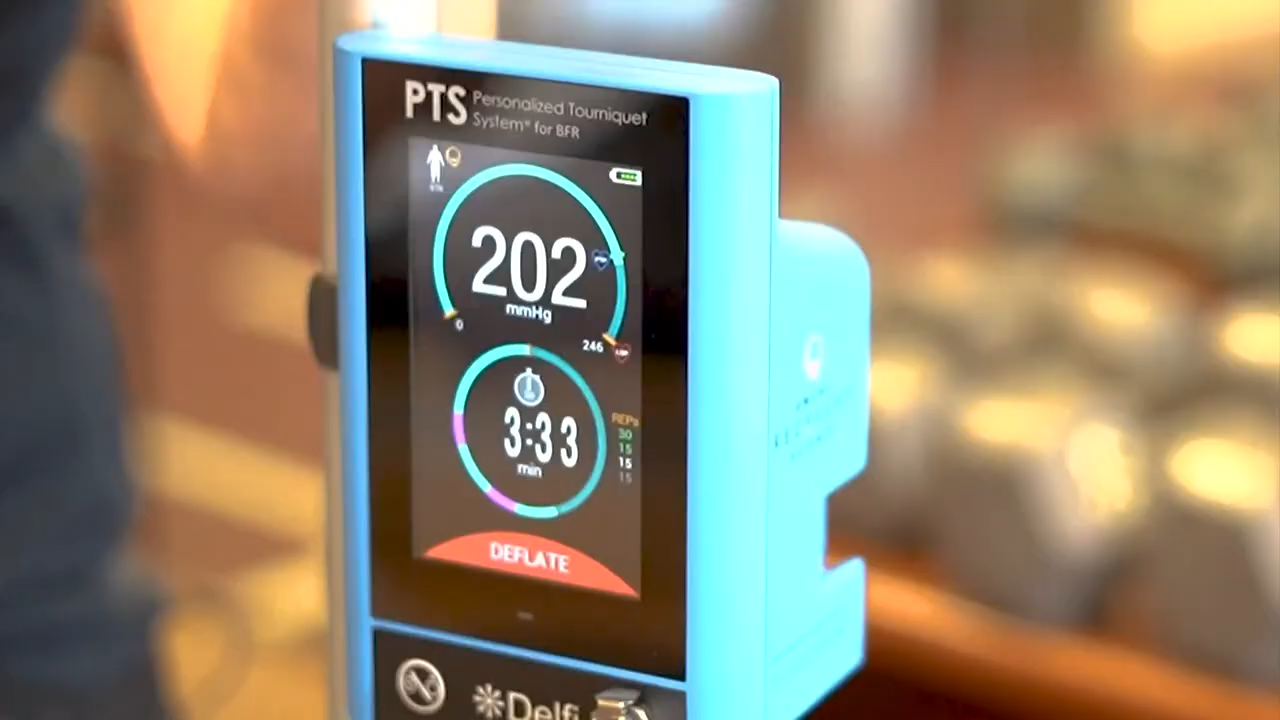 PTS Personalized Tourniquet
System® for BFR
202
mmHg
0
246
3:33
min
REPs
30
15
15
15
DEFLATE
Delfi